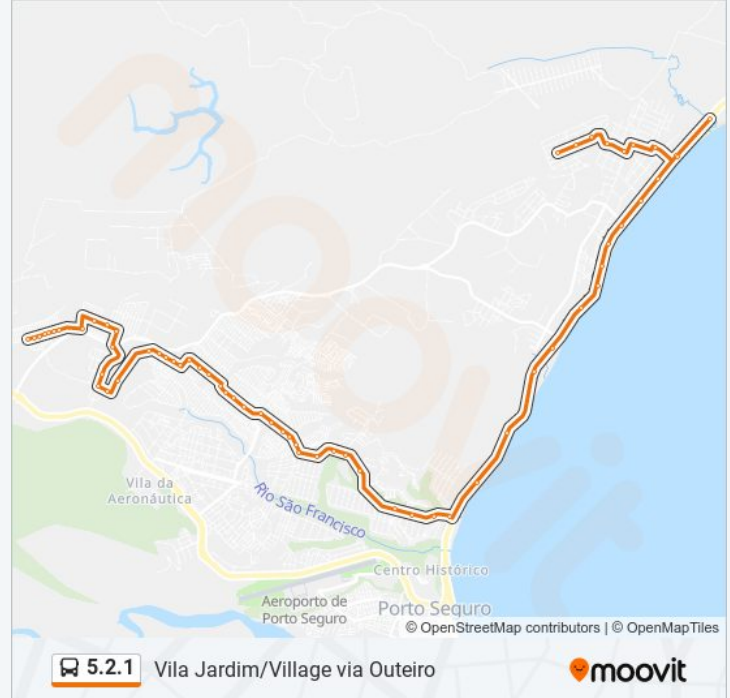 moovit
Vila da
Aeronáutica
Rio São Francisco
Centro Histórico
Aeroporto de
Porto Seguro
Porto Seguro
© OpenStreetMap contributors | © OpenMapTiles
5.2.1 Vila Jardim/Village via Outeiro
moovit